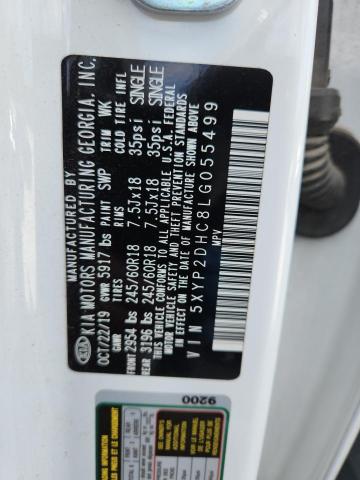 MANUFACTURED BY
KIA MOTORS MANUFACTURING GEORGIA, INC.
OCT/22/19 GVWR 5917 lbs PAINT SWP TRIM WK
GAWR TIRES RIMS COLD TIRE INFL
FRONT 2954 lbs 245/60R18 7.5JX18 35psi SINGLE
REAR 3196 lbs 245/60R18 7.5JX18 35psi SINGLE
THIS VEHICLE CONFORMS TO ALL APPLICABLE U.S.A. FEDERAL
MOTOR VEHICLE SAFETY AND THEFT PREVENTION STANDARDS
IN EFFECT ON THE DATE OF MANUFACTURE SHOWN ABOVE
VIN 5XYP2DHC8LG055499
MPV
9200